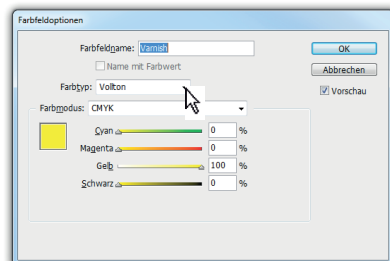 Farbfeldoptionen
Farbfeldname: Varnish
OK
Name mit Farbwert
Abbrechen
Farbtyp: Vollton
Vorschau
Farbmodus: CMYK
Cyan 0 %
Magenta 0 %
Gelb 100 %
Schwarz 0 %